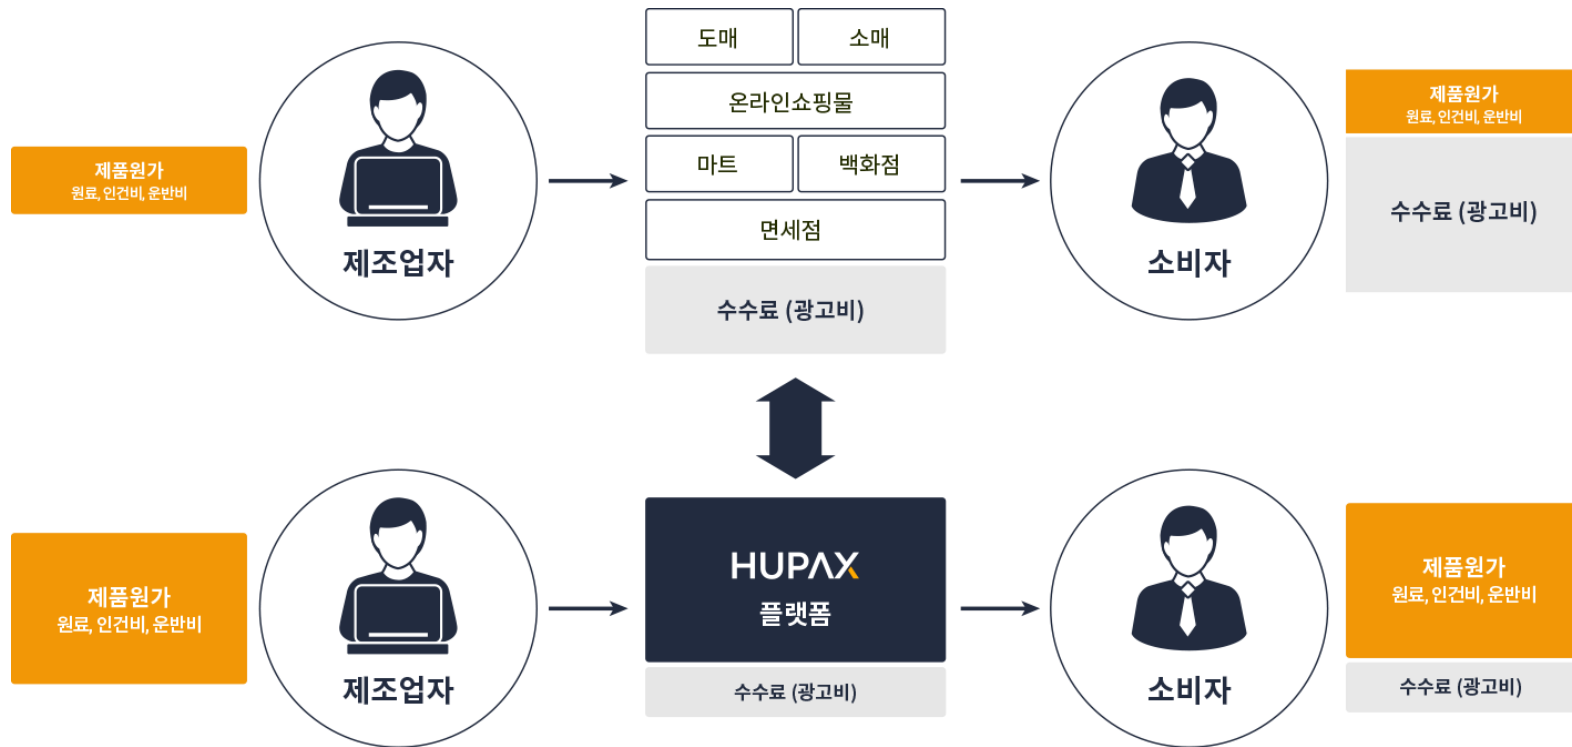 도매
소매
온라인쇼핑물
마트
백화점
면세점
수수료 (광고비)
제품원가
원료, 인건비, 운반비
제조업자
소비자
제품원가
원료, 인건비, 운반비
수수료 (광고비)
제품원가
원료, 인건비, 운반비
제조업자
HUPAX
플랫폼
수수료 (광고비)
소비자
제품원가
원료, 인건비, 운반비
수수료 (광고비)